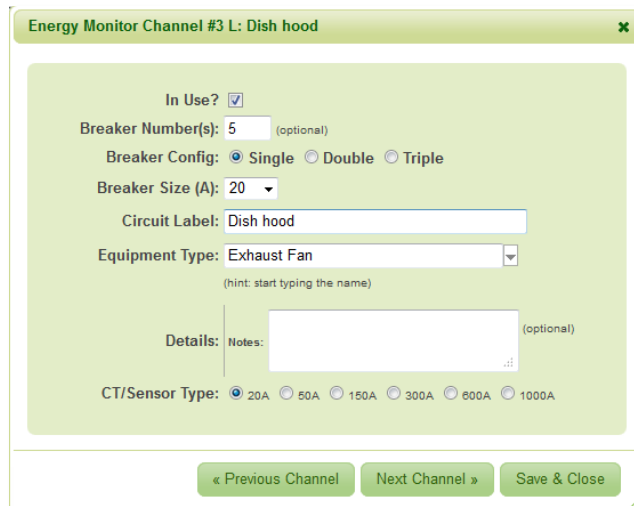 Energy Monitor Channel #3 L: Dish hood
In Use?
Breaker Number(s): 5 (optional)
Breaker Config: Single Double Triple
Breaker Size (A): 20
Circuit Label: Dish hood
Equipment Type: Exhaust Fan
(hint: start typing the name)
Details: Notes: (optional)
CT/Sensor Type: 20A 50A 150A 300A 600A 1000A
« Previous Channel Next Channel » Save & Close